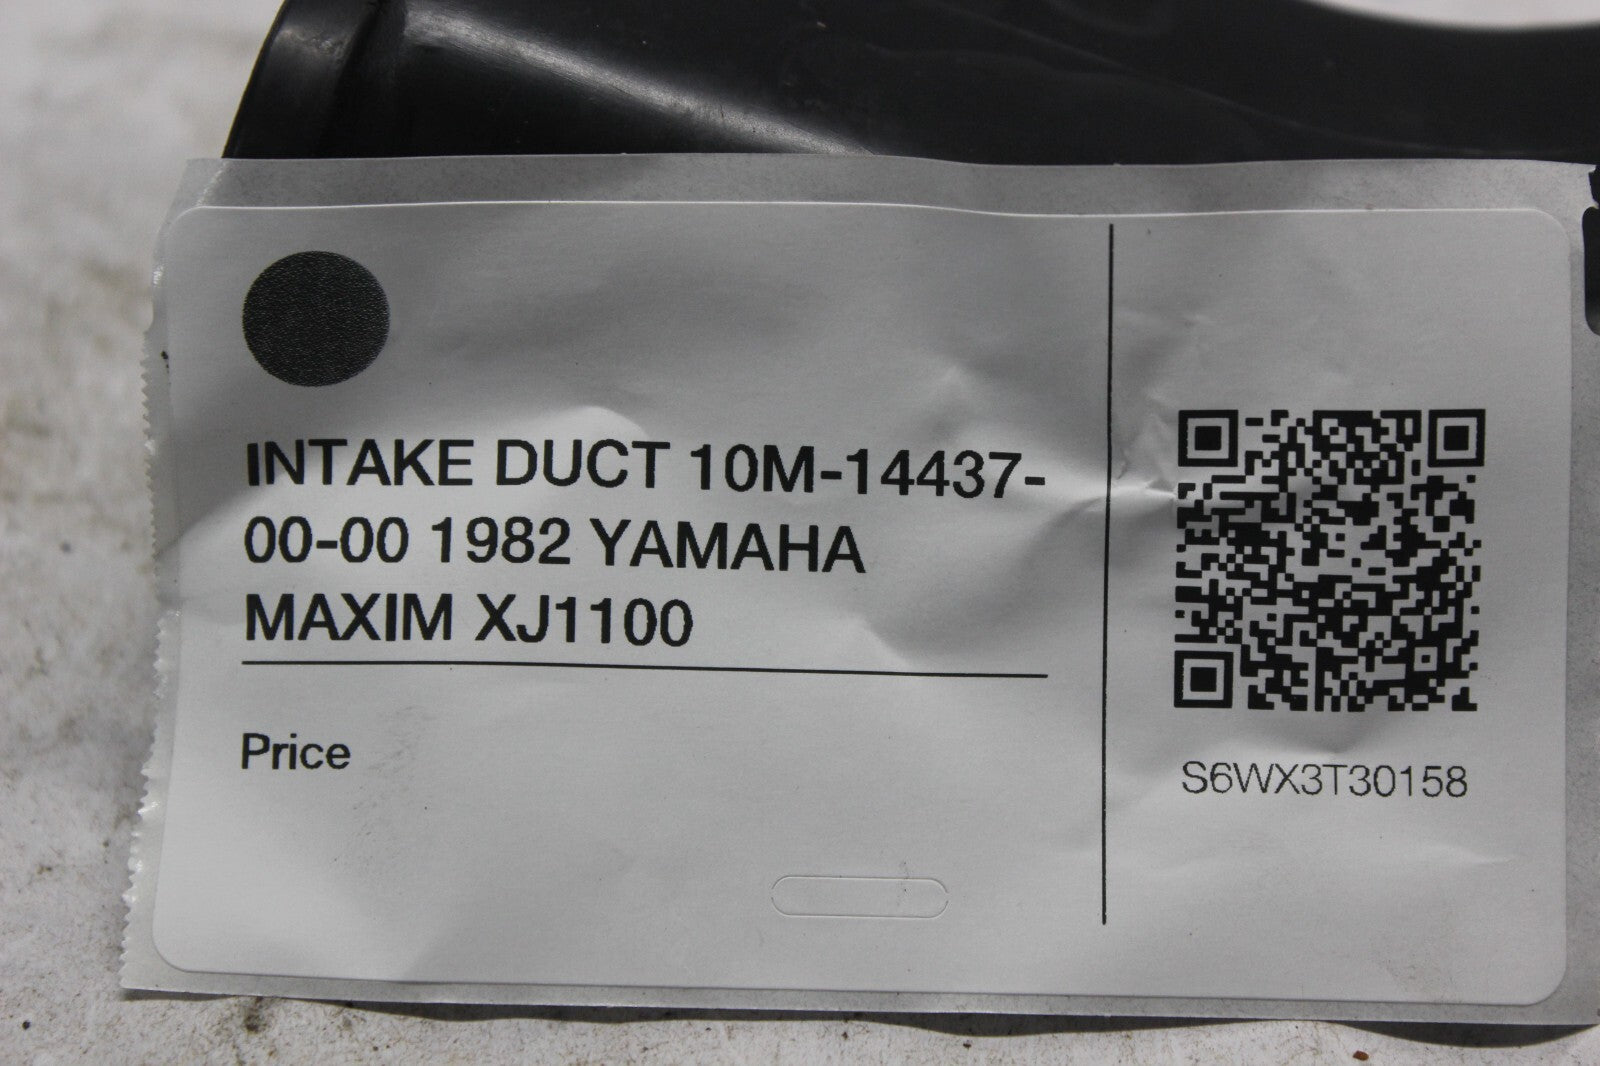 INTAKE DUCT 10M-14437-
00-00 1982 YAMAHA
MAXIM XJ1100
Price
S6WX3T30158